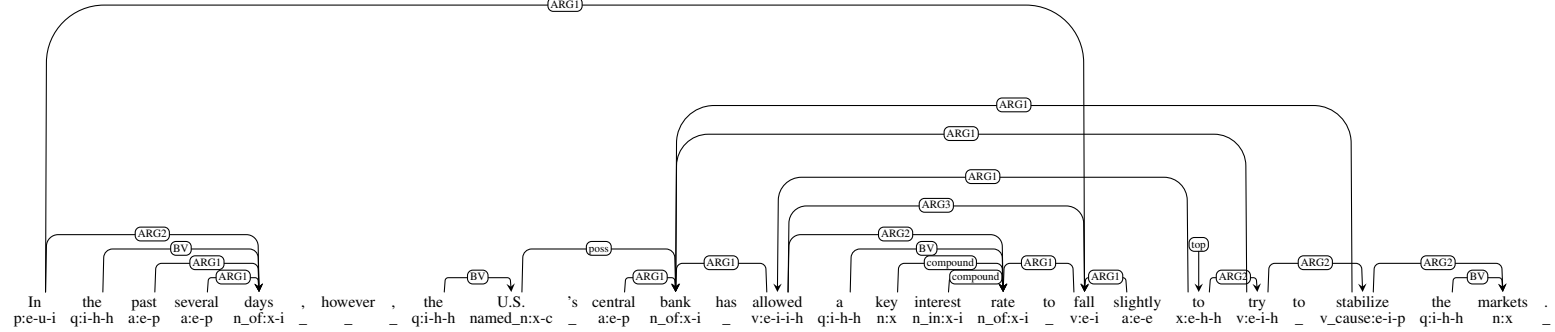 ARG1
ARG1
ARG1
ARG1
ARG3
ARG2 ARG2
BV poss BV top
ARG1 ARG1 compound ARG1 ARG2 ARG2
ARG1 BV ARG1 compound ARG1 ARG2 BV
In the past several days , however , the U.S. 's central bank has allowed a key interest rate to fall slightly to try to stabilize the markets .
p:e-u-i q:i-h-h a:e-p a:e-p n_of:x-i _ _ _ q:i-h-h named_n:x-c _ a:e-p n_of:x-i _ v:e-i-i-h q:i-h-h n:x n_in:x-i n_of:x-i _ v:e-i a:e-e x:e-h-h v:e-i-h _ v_cause:e-i-p q:i-h-h n:x _